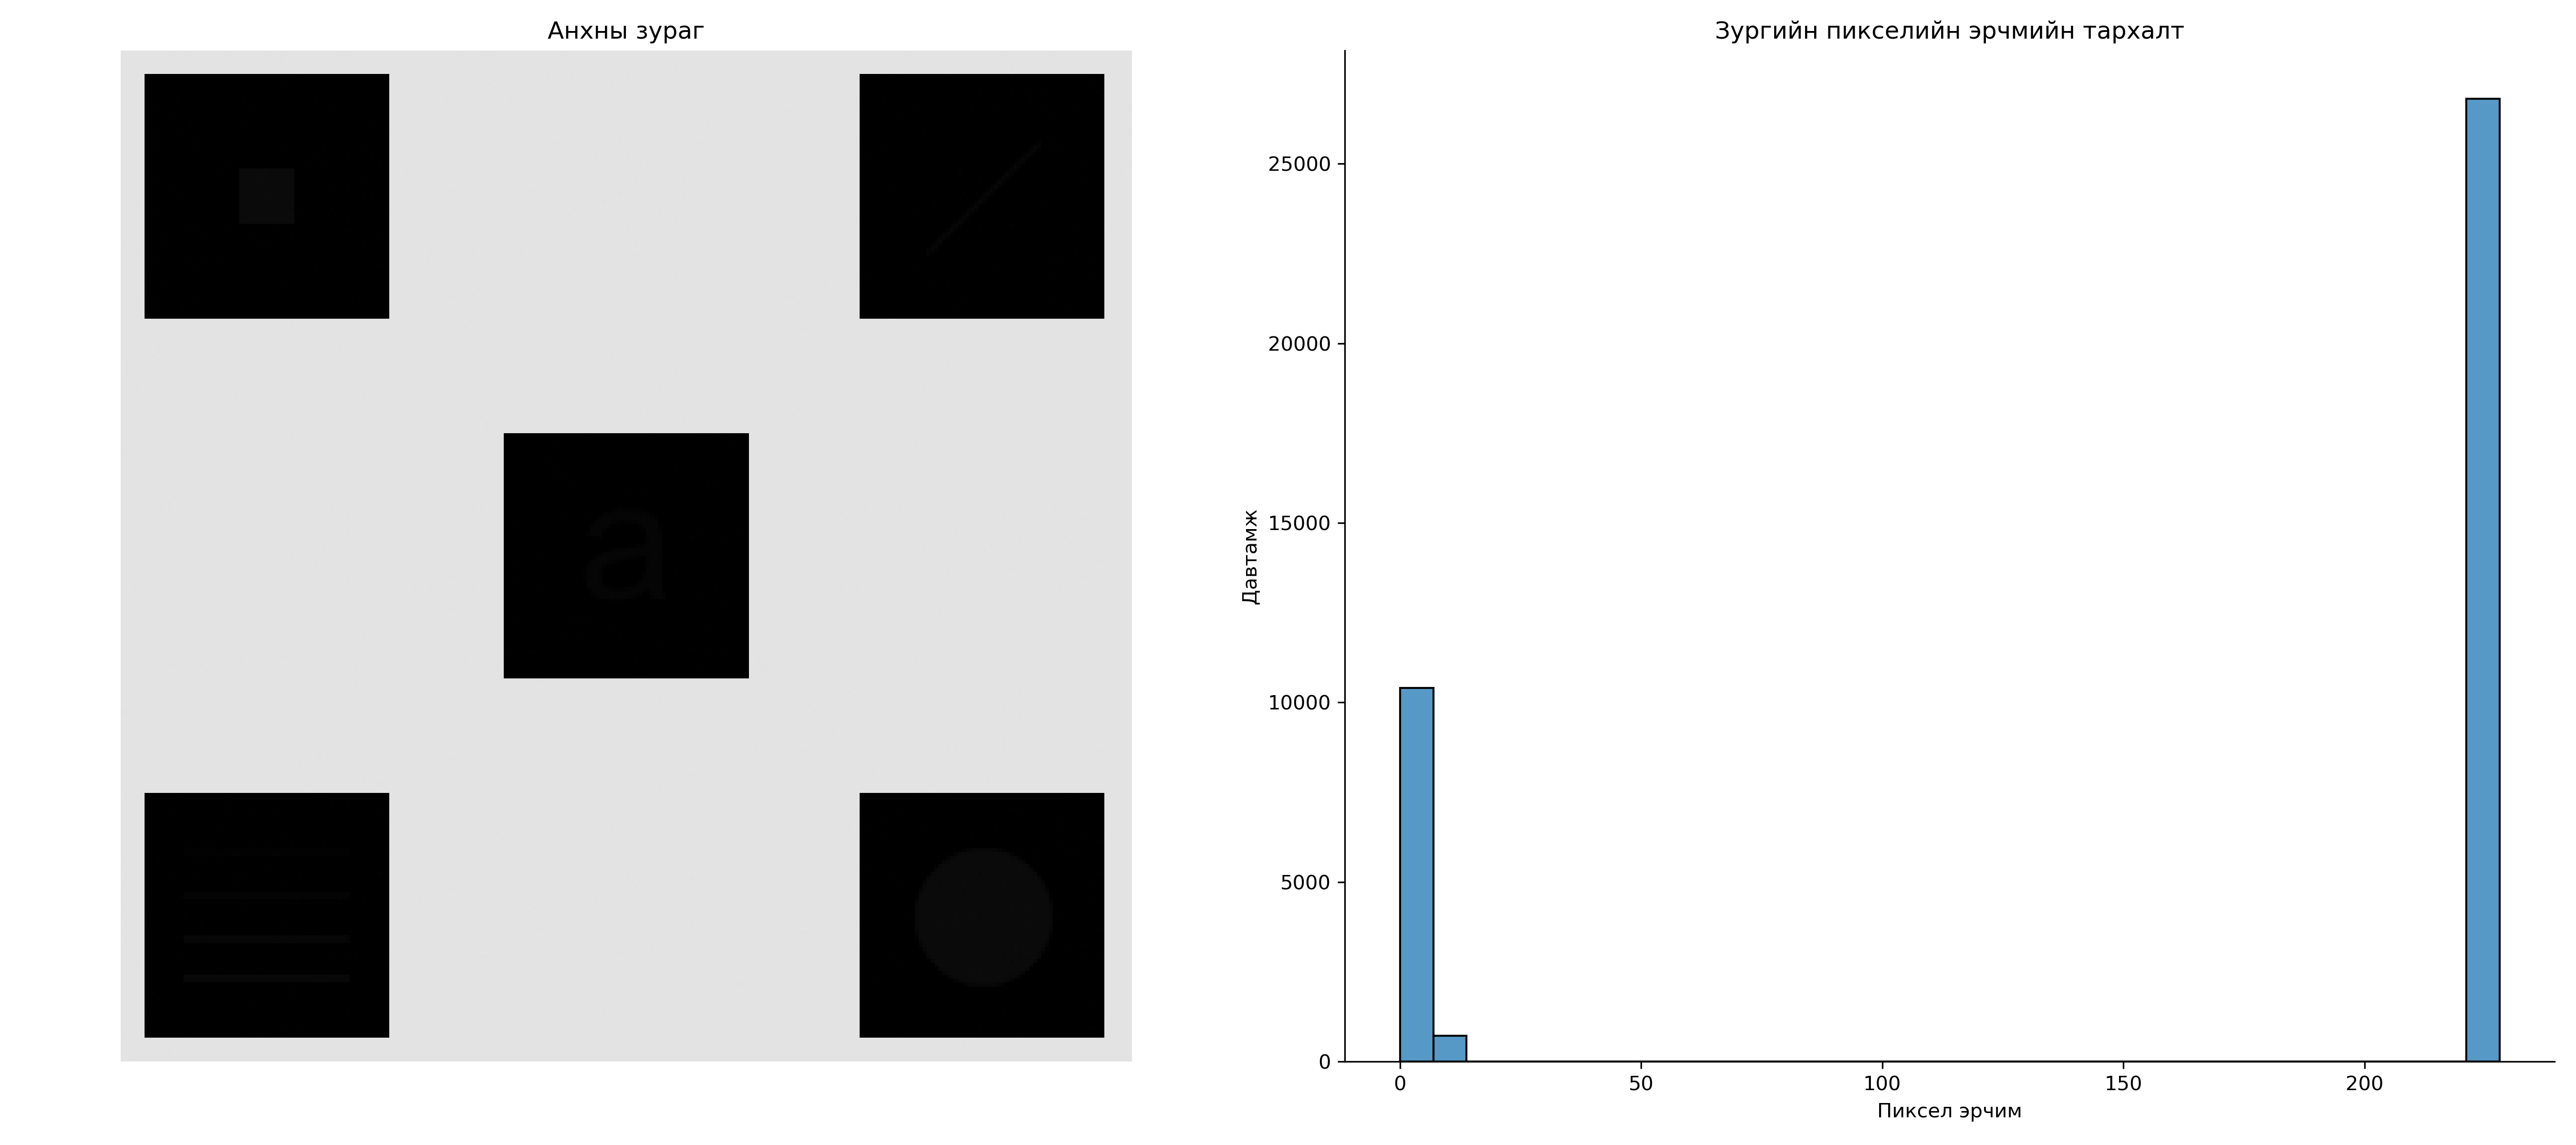 Анхны зураг
a
Зургийн пикселийн эрчмийн тархалт
Давтамж
25000
20000
15000
10000
5000
0
0 50 100 150 200
Пиксел эрчим